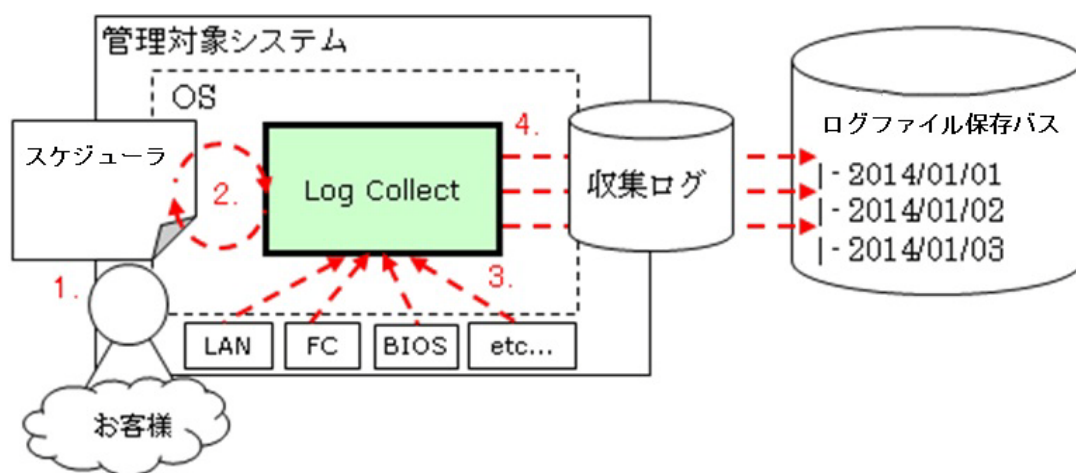 管理対象システム
OS
スケジューラ
1.
2.
Log Collect
3.
4.
収集ログ
LAN
FC
BIOS
etc...
お客様
ログファイル保存パス
|- 2014/01/01
|- 2014/01/02
|- 2014/01/03